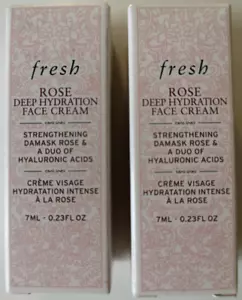 fresh
ROSE
DEEP HYDRATION
FACE CREAM
STRENGTHENING
DAMASK ROSE &
A DUO OF
HYALURONIC ACIDS
CRÈME VISAGE
HYDRATATION INTENSE
À LA ROSE
7ML - 0.23FL OZ
fresh
ROSE
DEEP HYDRATION
FACE CREAM
STRENGTHENING
DAMASK ROSE &
A DUO OF
HYALURONIC ACIDS
CRÈME VISAGE
HYDRATATION INTENSE
À LA ROSE
7ML - 0.23FL OZ